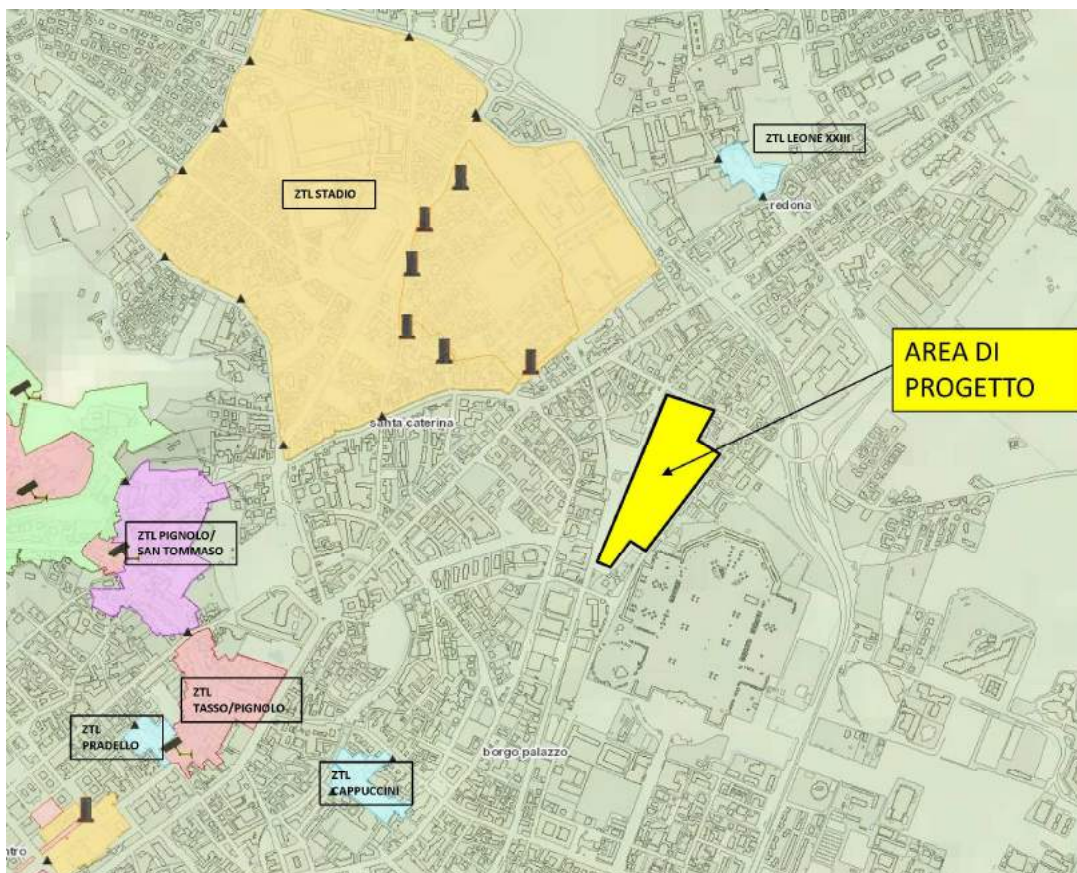 ZTL LEONE XXIII
ZTL STADIO
redona
AREA DI
PROGETTO
santa caterina
ZTL PIGNOLO/
SAN TOMMASO
ZTL
TASSO/PIGNOLO
ZTL
PRADELLO
borgo palazzo
ZTL
CAPPUCCINI
ntro